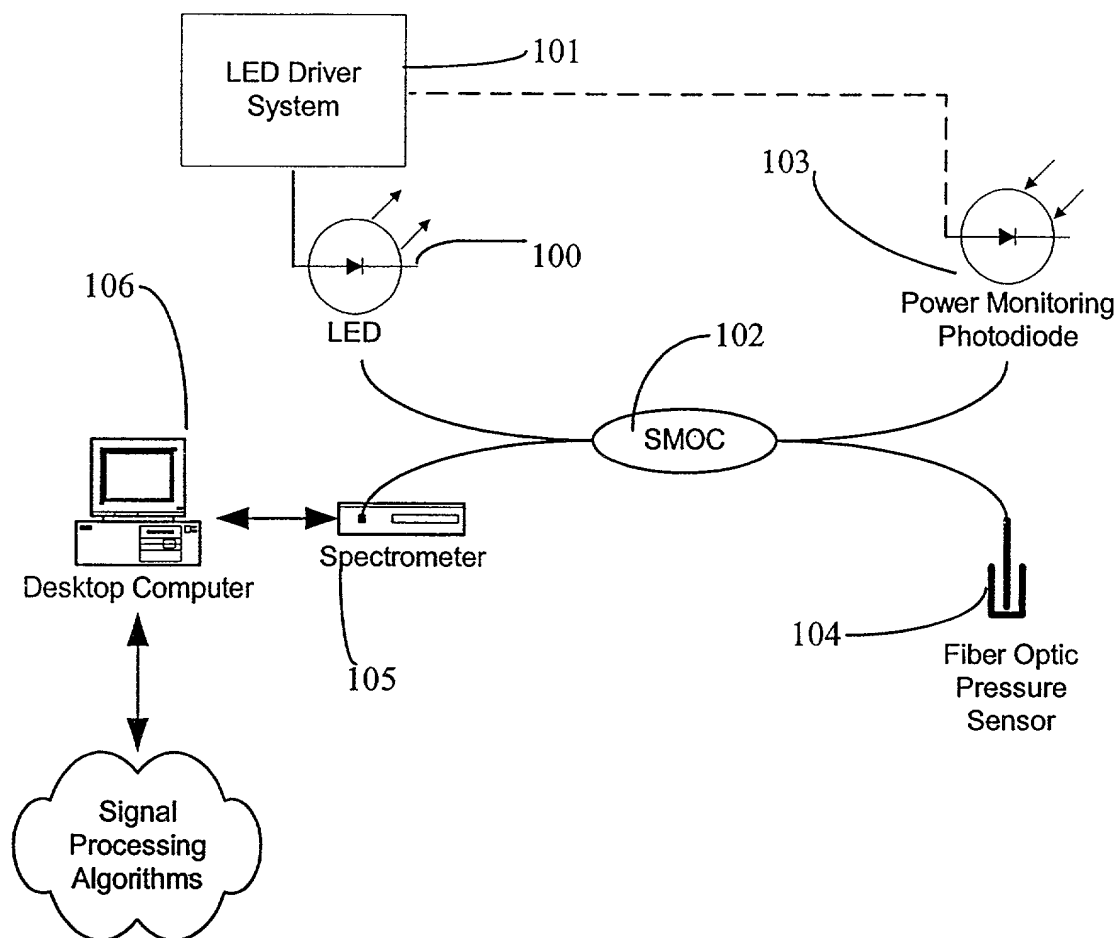 LED Driver
System
101
103
100
106
LED
Power Monitoring
Photodiode
102
SMOC
Spectrometer
Desktop Computer
104
105
Fiber Optic
Pressure
Sensor
Signal
Processing
Algorithms